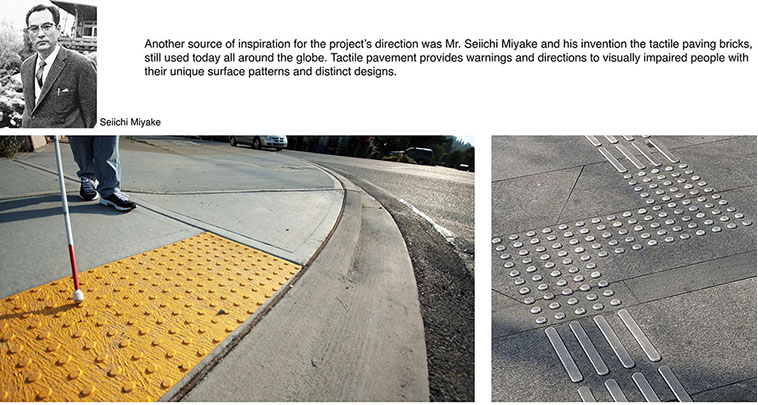 Another source of inspiration for the project's direction was Mr. Seiichi Miyake and his invention the tactile paving bricks,
still used today all around the globe. Tactile pavement provides warnings and directions to visually impaired people with
their unique surface patterns and distinct designs.
Seiichi Miyake